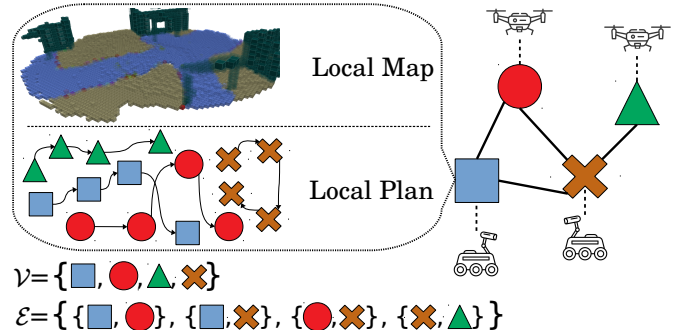 Local Map
Local Plan
𝒱={ , , , }
ℰ={ { , }, { , }, { , }, { , } }